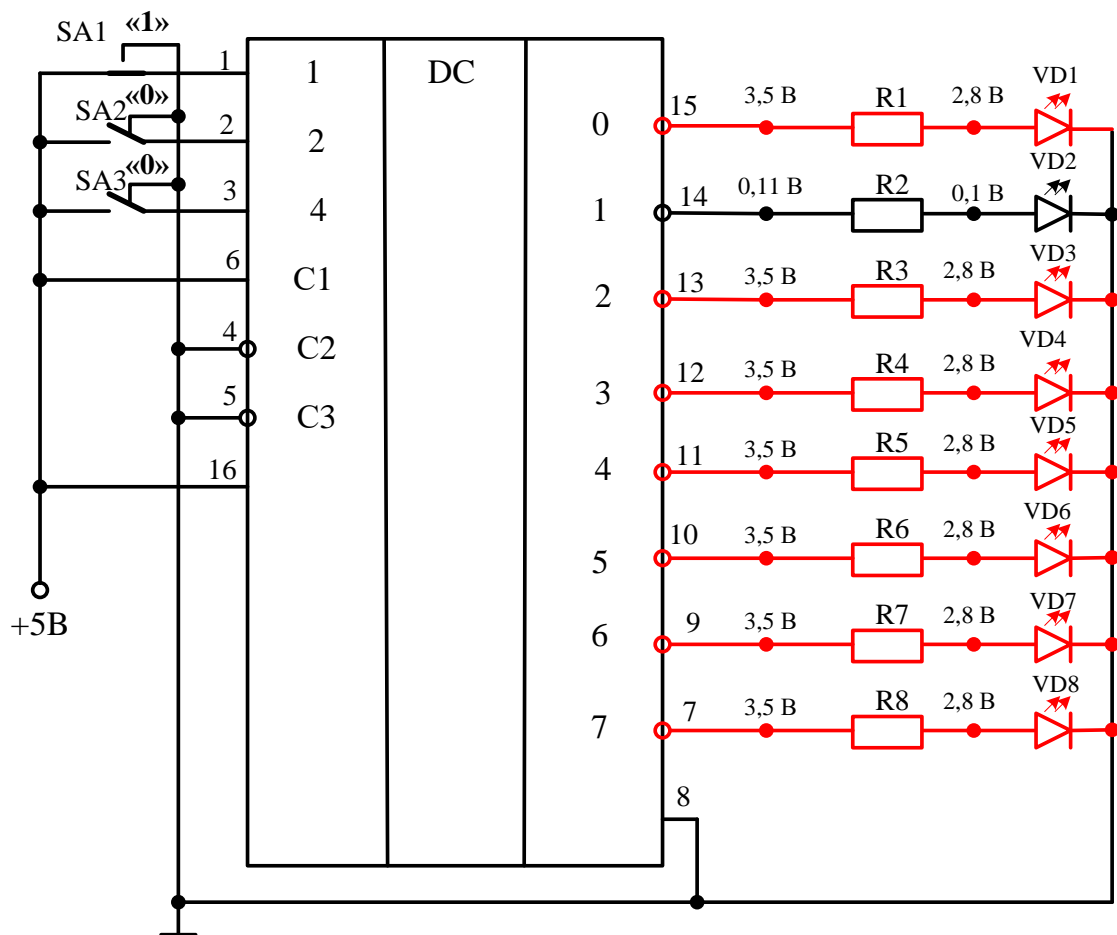 SA1 «1»
1 1 DC
SA2 «0»
2 2
SA3 «0»
3 4
6 C1
4 C2
5 C3
16
+5В
0 15 3,5 В R1 2,8 В VD1
1 14 0,11 В R2 0,1 В VD2
2 13 3,5 В R3 2,8 В VD3
3 12 3,5 В R4 2,8 В VD4
4 11 3,5 В R5 2,8 В VD5
5 10 3,5 В R6 2,8 В VD6
6 9 3,5 В R7 2,8 В VD7
7 7 3,5 В R8 2,8 В VD8
8